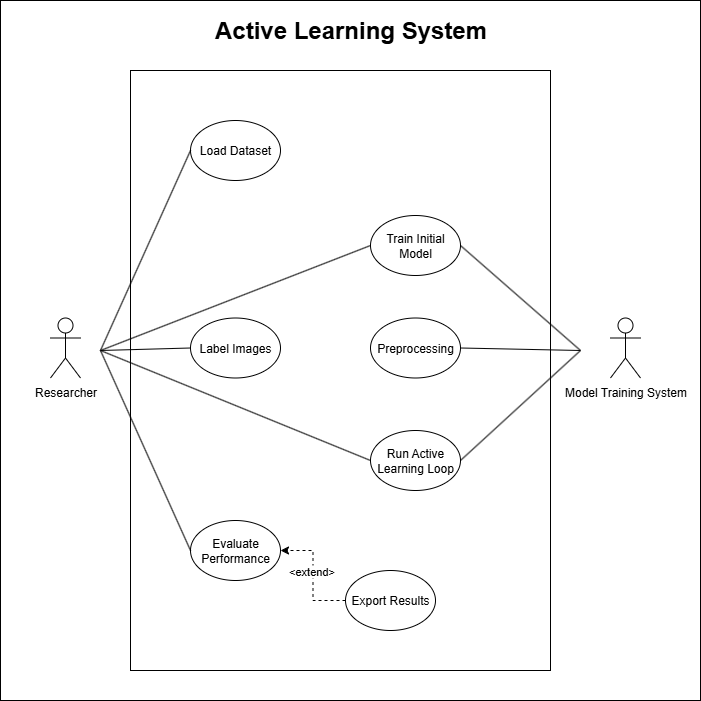 Active Learning System
Load Dataset
Train Initial
Model
Label Images
Preprocessing
Researcher
Model Training System
Run Active
Learning Loop
Evaluate
Performance
<extend>
Export Results